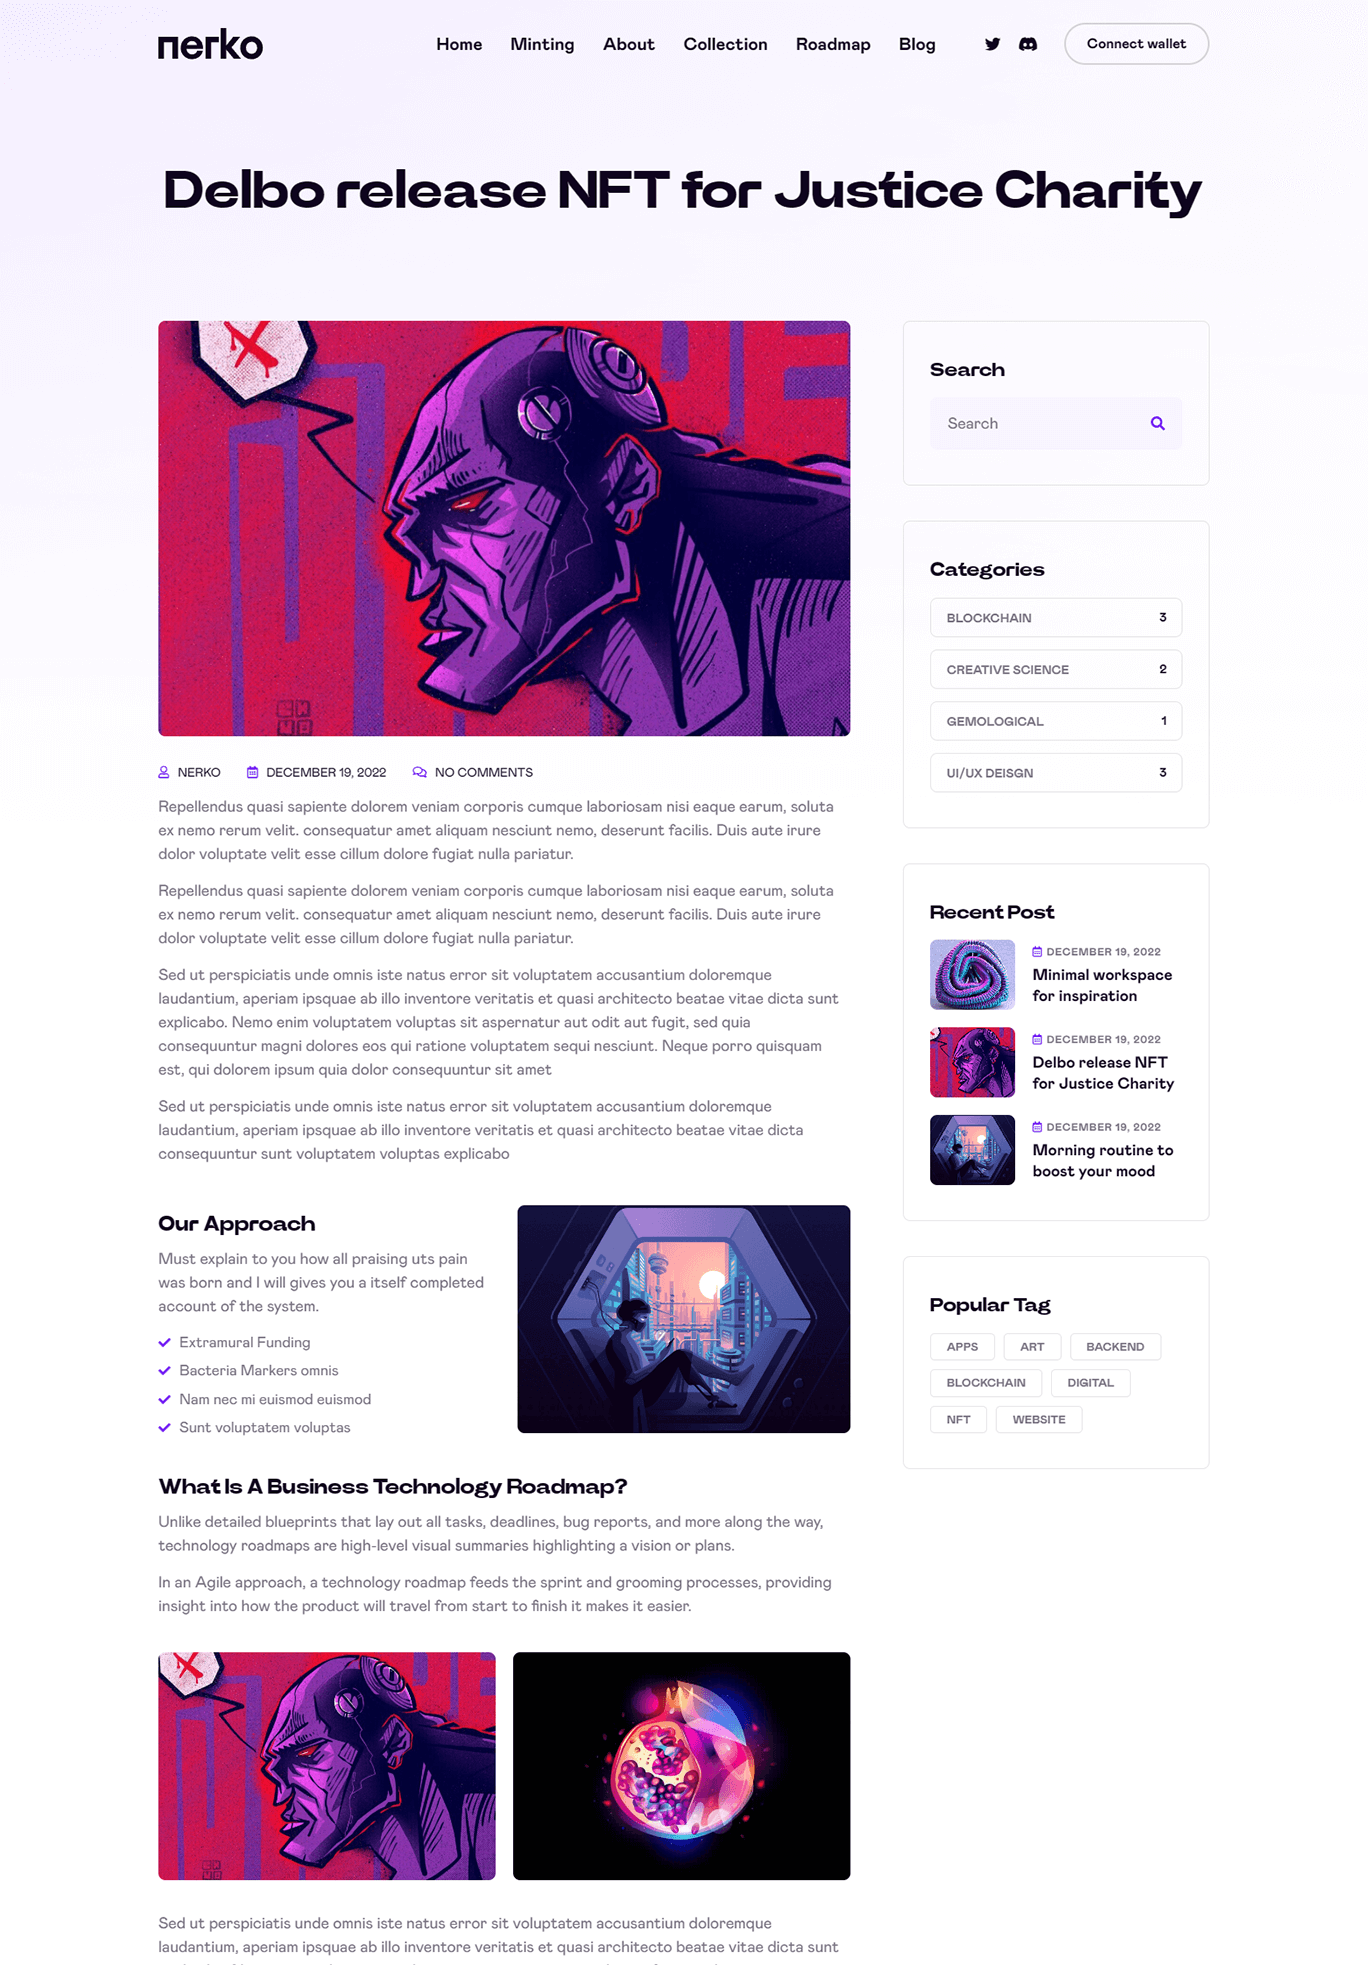 nerko
Home Minting About Collection Roadmap Blog Connect wallet
Delbo release NFT for Justice Charity
NERKO DECEMBER 19, 2022 NO COMMENTS
Repellendus quasi sapiente dolorem veniam corporis cumque laboriosam nisi eaque earum, soluta
ex nemo rerum velit. consequatur amet aliquam nesciunt nemo, deserunt facilis. Duis aute irure
dolor voluptate velit esse cillum dolore fugiat nulla pariatur.
Repellendus quasi sapiente dolorem veniam corporis cumque laboriosam nisi eaque earum, soluta
ex nemo rerum velit. consequatur amet aliquam nesciunt nemo, deserunt facilis. Duis aute irure
dolor voluptate velit esse cillum dolore fugiat nulla pariatur.
Sed ut perspiciatis unde omnis iste natus error sit voluptatem accusantium doloremque
laudantium, aperiam ipsquae ab illo inventore veritatis et quasi architecto beatae vitae dicta sunt
explicabo. Nemo enim voluptatem voluptas sit aspernatur aut odit aut fugit, sed quia
consequuntur magni dolores eos qui ratione voluptatem sequi nesciunt. Neque porro quisquam
est, qui dolorem ipsum quia dolor consequuntur sit amet
Sed ut perspiciatis unde omnis iste natus error sit voluptatem accusantium doloremque
laudantium, aperiam ipsquae ab illo inventore veritatis et quasi architecto beatae vitae dicta
consequuntur sunt voluptatem voluptas explicabo
Our Approach
Must explain to you how all praising uts pain
was born and I will gives you a itself completed
account of the system.
Extramural Funding
Bacteria Markers omnis
Nam nec mi euismod euismod
Sunt voluptatem voluptas
What Is A Business Technology Roadmap?
Unlike detailed blueprints that lay out all tasks, deadlines, bug reports, and more along the way,
technology roadmaps are high-level visual summaries highlighting a vision or plans.
In an Agile approach, a technology roadmap feeds the sprint and grooming processes, providing
insight into how the product will travel from start to finish it makes it easier.
Sed ut perspiciatis unde omnis iste natus error sit voluptatem accusantium doloremque
laudantium, aperiam ipsquae ab illo inventore veritatis et quasi architecto beatae vitae dicta sunt
Search
Search
Categories
BLOCKCHAIN 3
CREATIVE SCIENCE 2
GEMOLOGICAL 1
UI/UX DEISGN 3
Recent Post
DECEMBER 19, 2022
Minimal workspace
for inspiration
DECEMBER 19, 2022
Delbo release NFT
for Justice Charity
DECEMBER 19, 2022
Morning routine to
boost your mood
Popular Tag
APPS ART BACKEND
BLOCKCHAIN DIGITAL
NFT WEBSITE